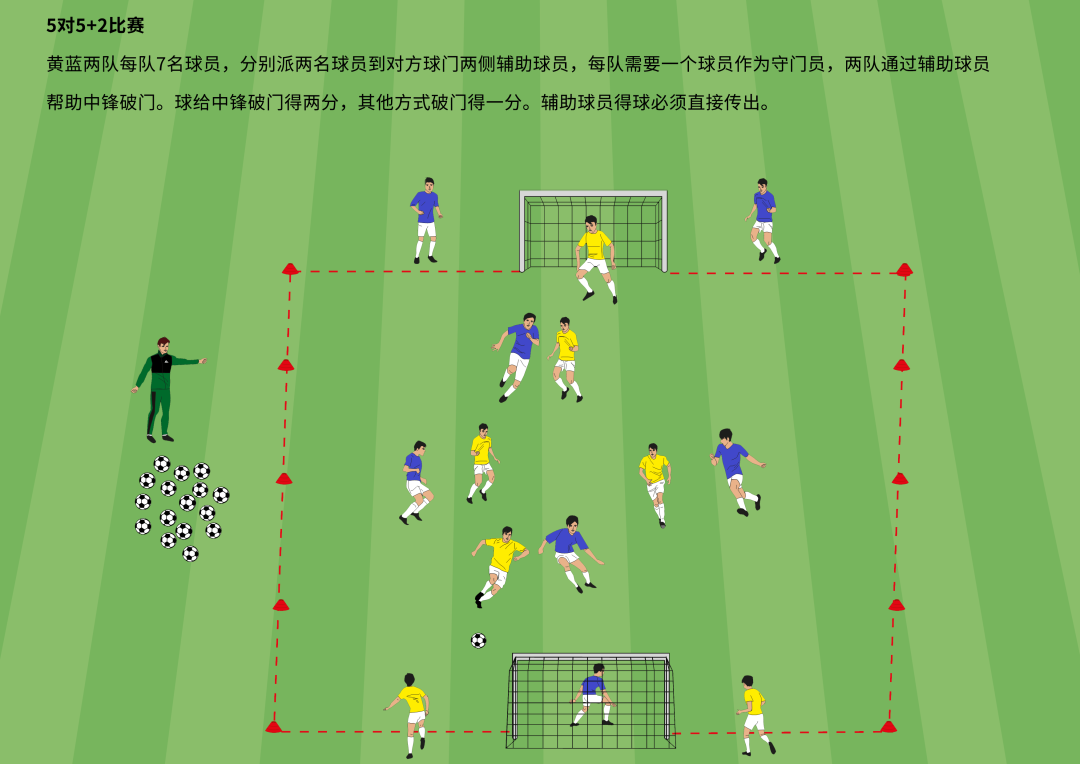 5对5+2比赛
黄蓝两队每队7名球员，分别派两名球员到对方球门两侧辅助球员，每队需要一个球员作为守门员，两队通过辅助球员
帮助中锋破门。球给中锋破门得两分，其他方式破门得一分。辅助球员得球必须直接传出。